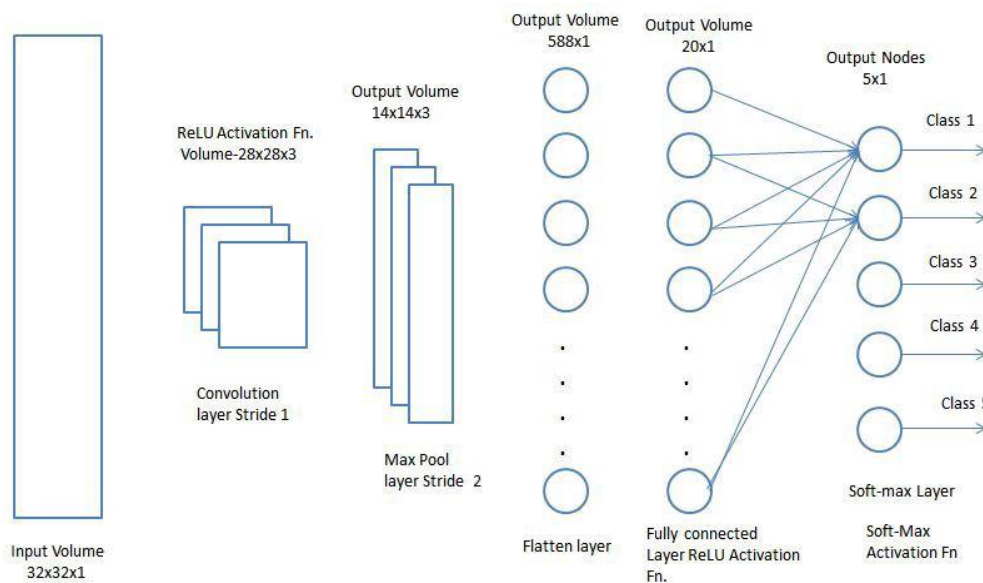 Input Volume
32x32x1
ReLU Activation Fn.
Volume-28x28x3
Convolution
layer Stride 1
Output Volume
14x14x3
Max Pool
layer Stride 2
Output Volume
588x1
Flatten layer
Output Volume
20x1
Fully connected
Layer ReLU Activation
Fn.
Output Nodes
5x1
Class 1
Class 2
Class 3
Class 4
Class 5
Soft-max Layer
Soft-Max
Activation Fn